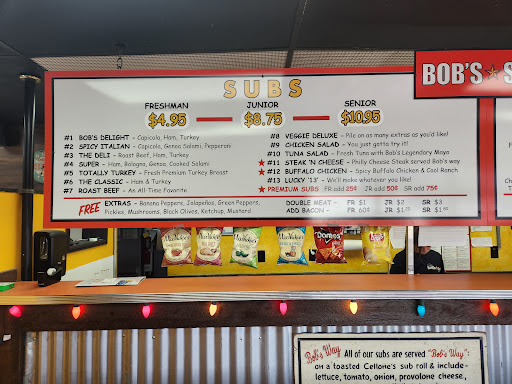 BOB'S
SUBS
FRESHMAN JUNIOR SENIOR
$4.95 $8.75 $10.95
#1 BOB'S DELIGHT - Capicola, Ham, Turkey
#2 SPICY ITALIAN - Capicola, Genoa Salami, Pepperoni
#3 THE DELI - Roast Beef, Ham, Turkey
#4 SUPER - Ham, Bologna, Genoa, Cooked Salami
#5 TOTALLY TURKEY - Fresh Premium Turkey Breast
#6 THE CLASSIC - Ham & Turkey
#7 ROAST BEEF - An All Time Favorite
#8 VEGGIE DELUXE - Pile on as many extras as you'd like!
#9 CHICKEN SALAD - You just gotta try it!
#10 TUNA SALAD - Fresh Tuna with Bob's Legendary Mayo
#11 STEAK 'N CHEESE - Philly Cheese Steak served Bob's way
#12 BUFFALO CHICKEN - Spicy Buffalo Chicken & Cool Ranch
#13 LUCKY '13' - We'll make whatever you like!
PREMIUM SUBS FR add 25¢ JR add 50¢ SR add 75¢
FREE EXTRAS - Banana Peppers, Jalapeños, Green Peppers,
Pickles, Mushrooms, Black Olives, Ketchup, Mustard
DOUBLE MEAT - FR $1 JR $2 SR $3
ADD BACON - FR 60¢ JR SR
Doritos
Lay's
Bob's Way All of our subs are served "Bob's Way":
on a toasted Cellone's sub roll & include-
lettuce, tomato, onion, provolone cheese,